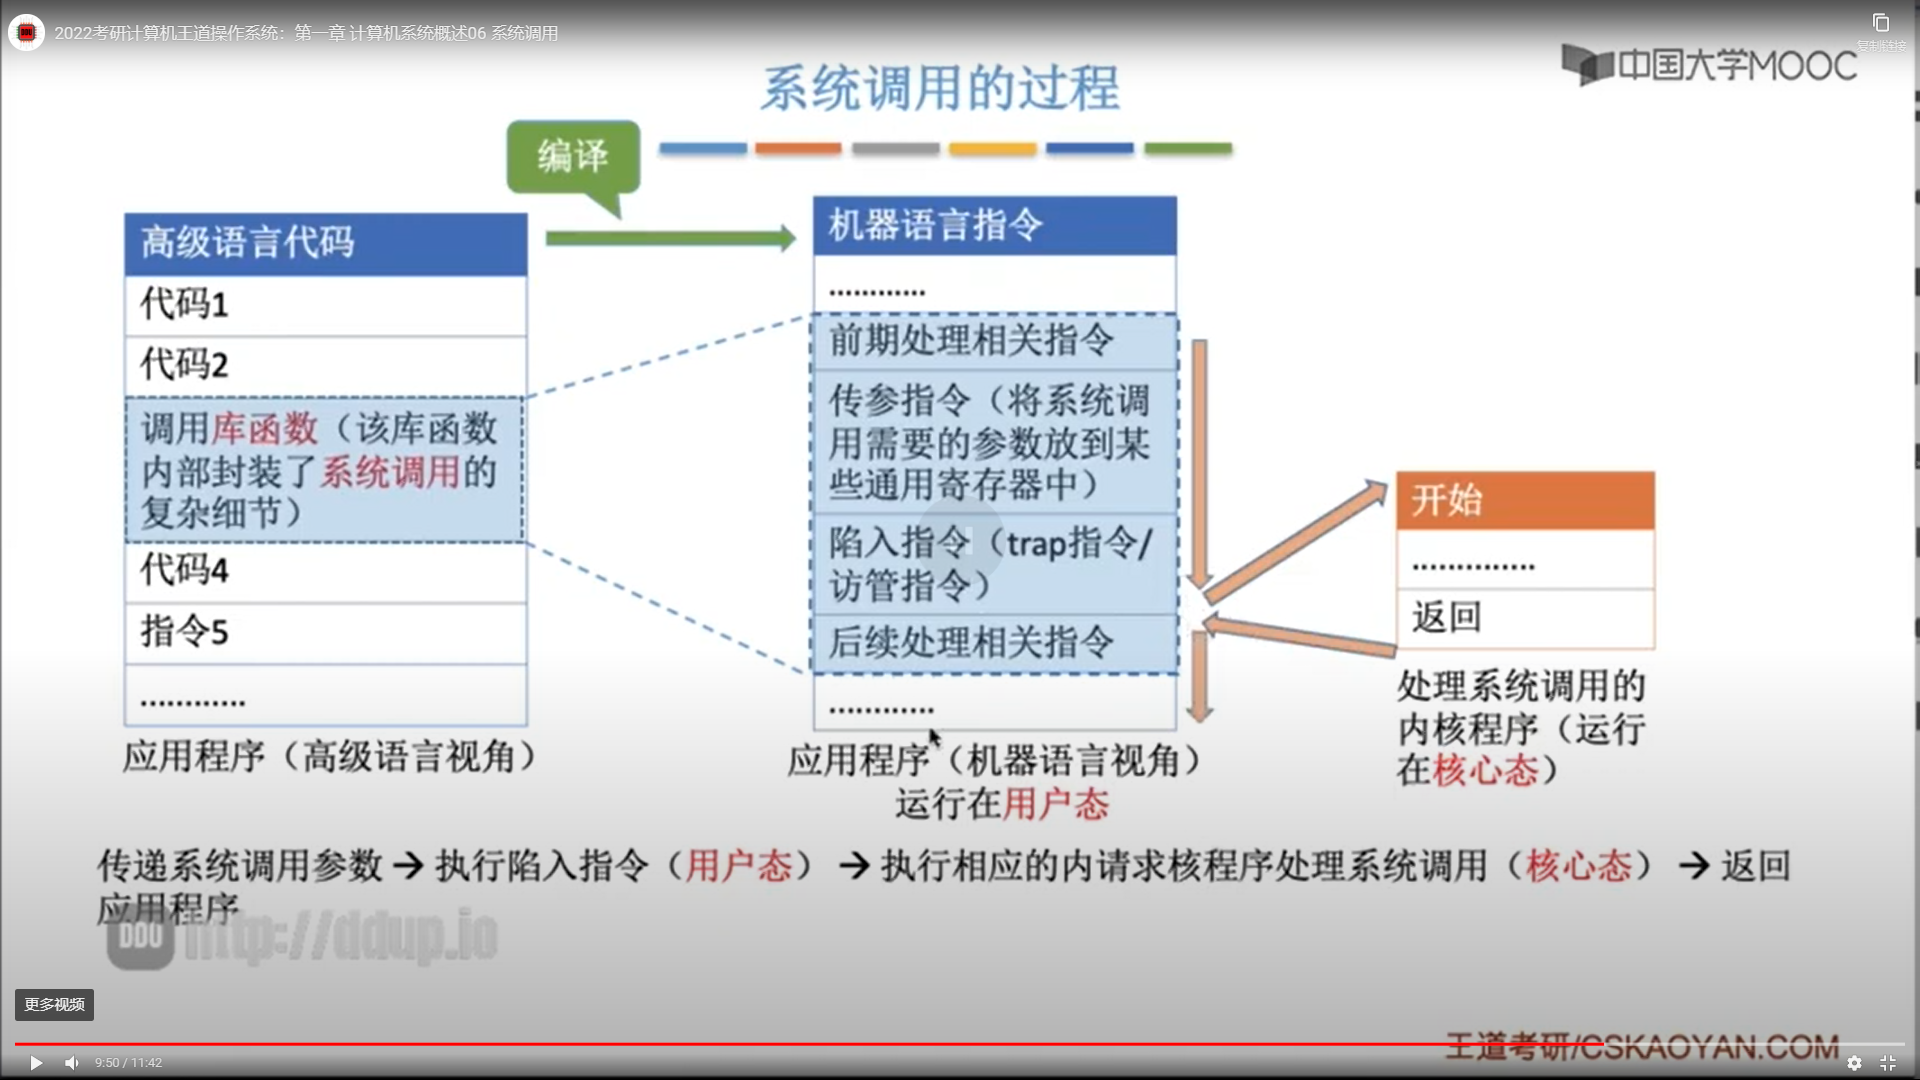 2022考研计算机王道操作系统：第一章 计算机系统概述06 系统调用
复制链接
中国大学MOOC
系统调用的过程
编译
高级语言代码
代码1
代码2
调用库函数（该库函数
内部封装了系统调用的
复杂细节）
代码4
指令5
............
应用程序（高级语言视角）
机器语言指令
............
前期处理相关指令
传参指令（将系统调
用需要的参数放到某
些通用寄存器中）
陷入指令（trap指令/
访管指令）
后续处理相关指令
............
应用程序（机器语言视角）
运行在用户态
开始
..............
返回
处理系统调用的
内核程序（运行
在核心态）
传递系统调用参数 → 执行陷入指令（用户态） → 执行相应的内请求核程序处理系统调用（核心态） → 返回
应用程序
DDU http://ddup.io
更多视频
王道考研/CSKAOYAN.COM
9:50 / 11:42